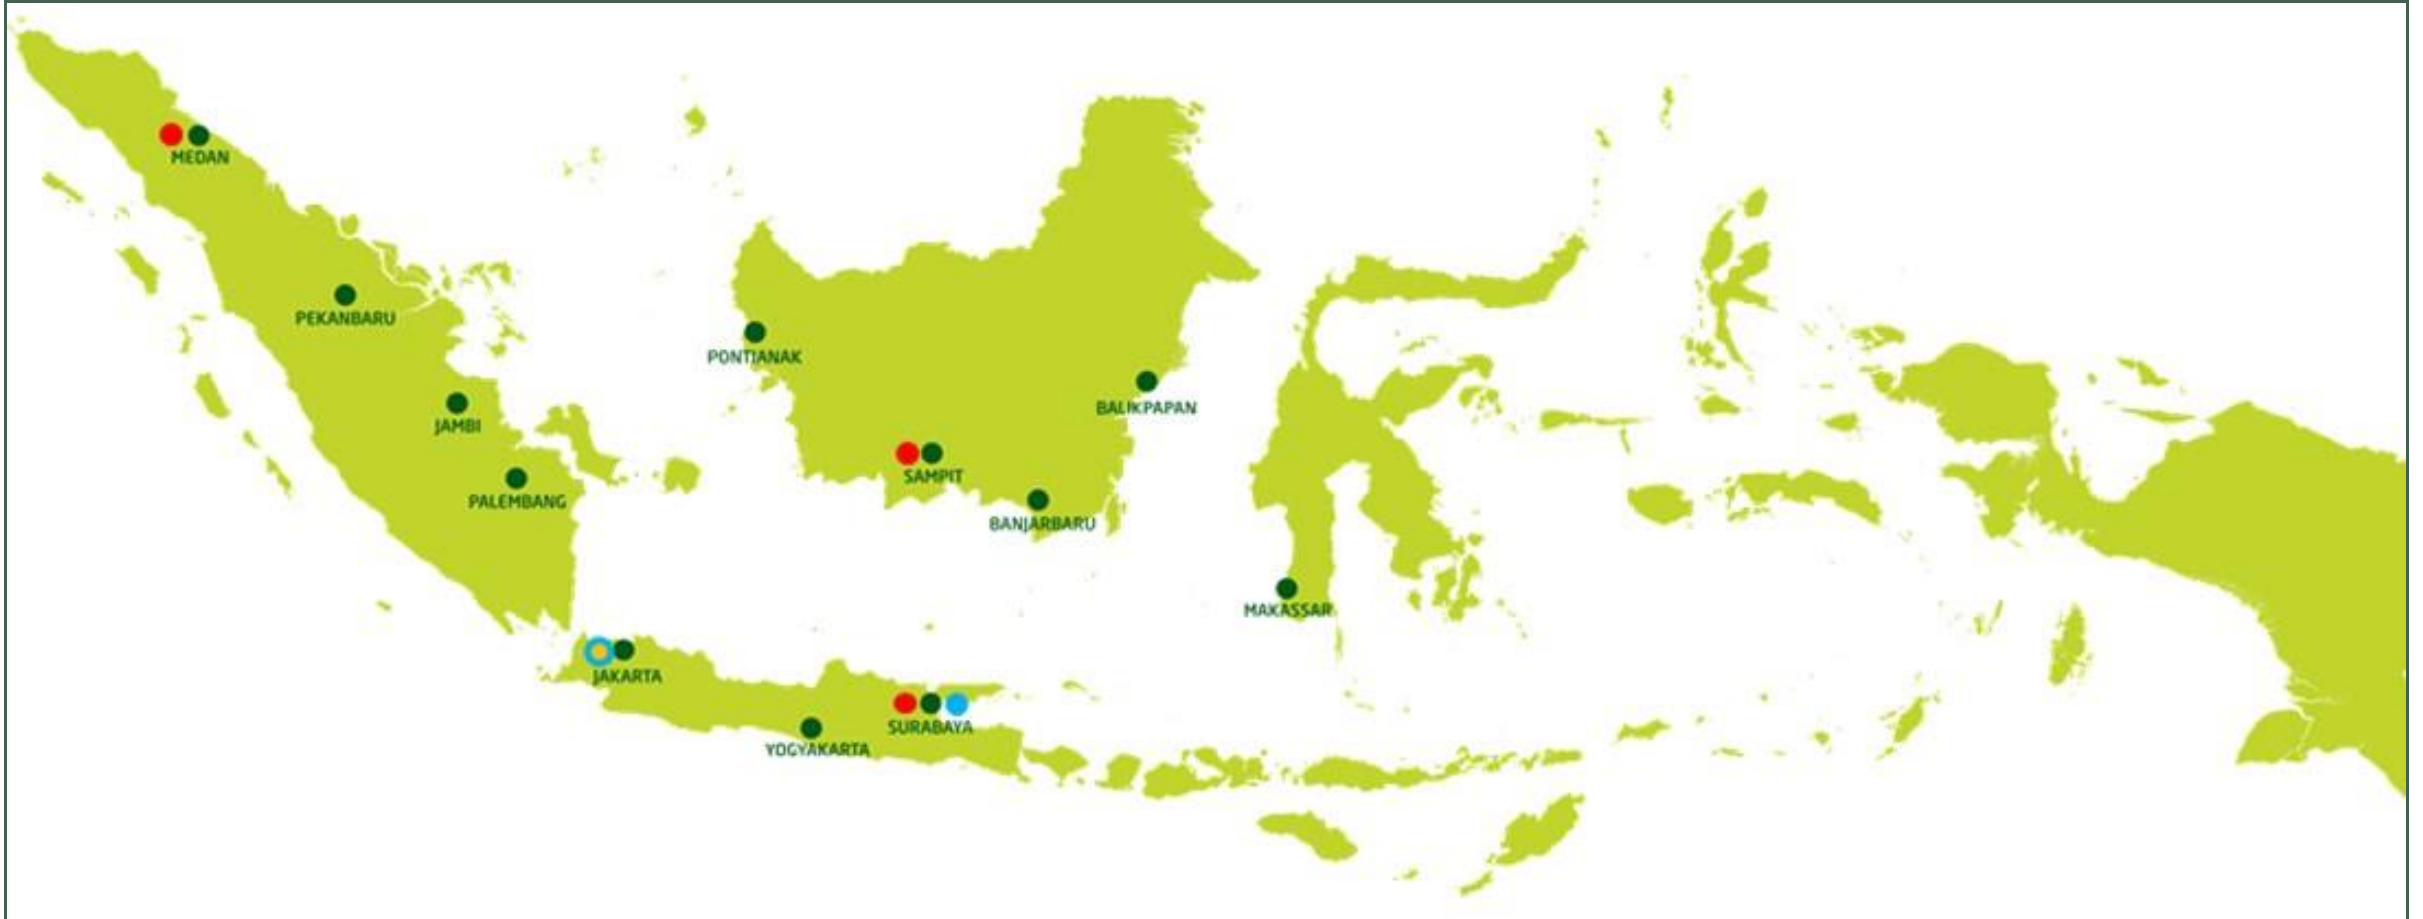 MEDAN
PEKANBARU
PONTIANAK
BALIKPAPAN
JAMBI
SAMPIT
PALEMBANG
BANJARBARU
MAKASSAR
JAKARTA
SURABAYA
YOGYAKARTA